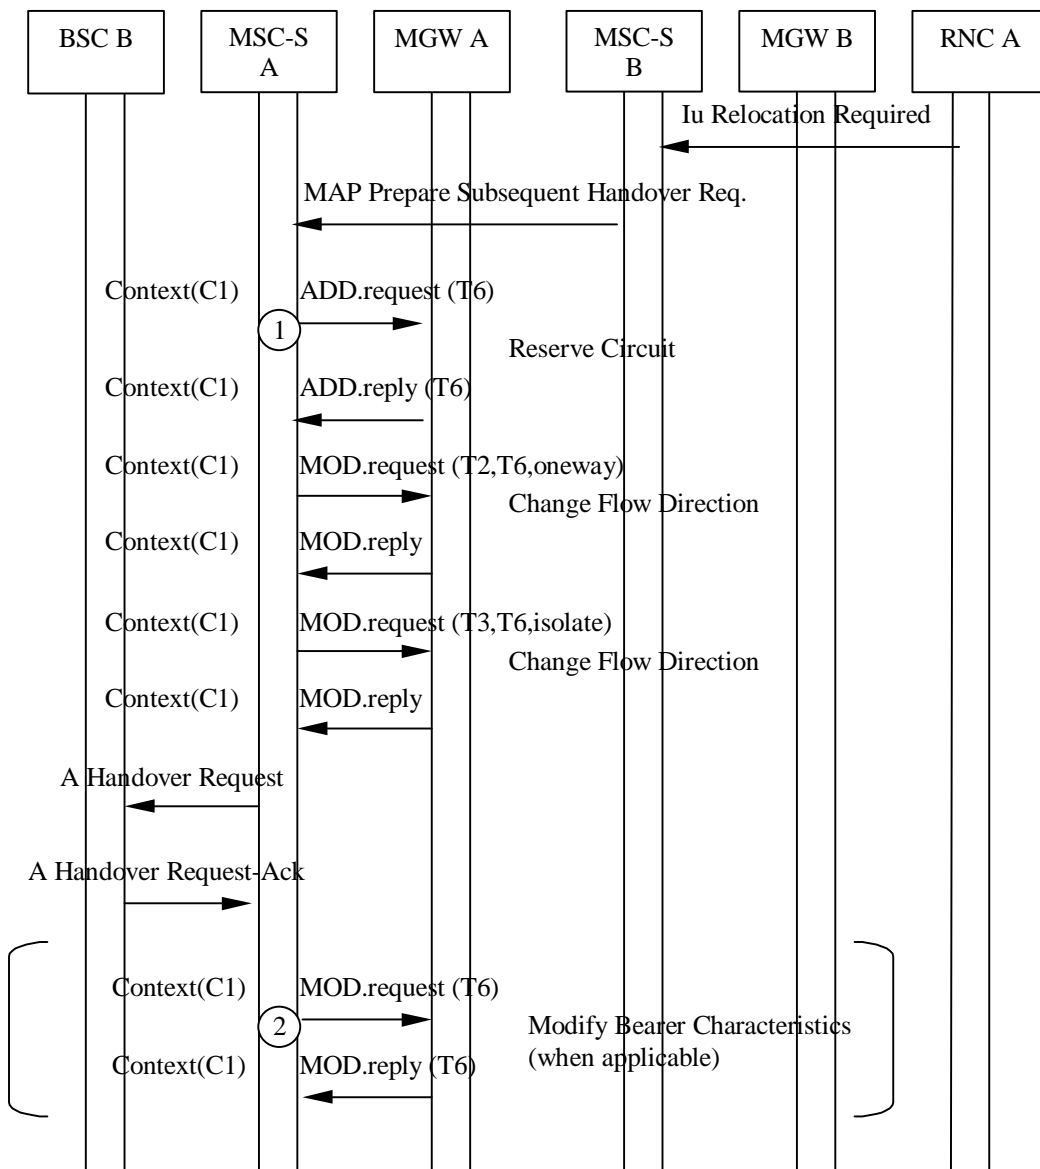 BSC B
MSC-S
A
MGW A
MSC-S
B
MGW B
RNC A
Iu Relocation Required
MAP Prepare Subsequent Handover Req.
Context(C1)
ADD.request (T6)
1
Reserve Circuit
Context(C1)
ADD.reply (T6)
Context(C1)
MOD.request (T2,T6,oneway)
Change Flow Direction
Context(C1)
MOD.reply
Context(C1)
MOD.request (T3,T6,isolate)
Change Flow Direction
Context(C1)
MOD.reply
A Handover Request
A Handover Request-Ack
Context(C1)
MOD.request (T6)
2
Modify Bearer Characteristics
(when applicable)
Context(C1)
MOD.reply (T6)